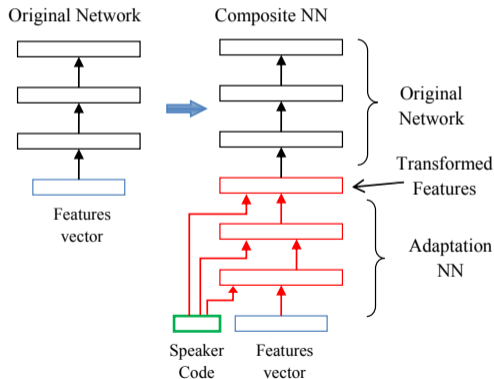 Original Network
Composite NN
Original
Network
Transformed
Features
Features
vector
Adaptation
NN
Speaker
Code
Features
vector